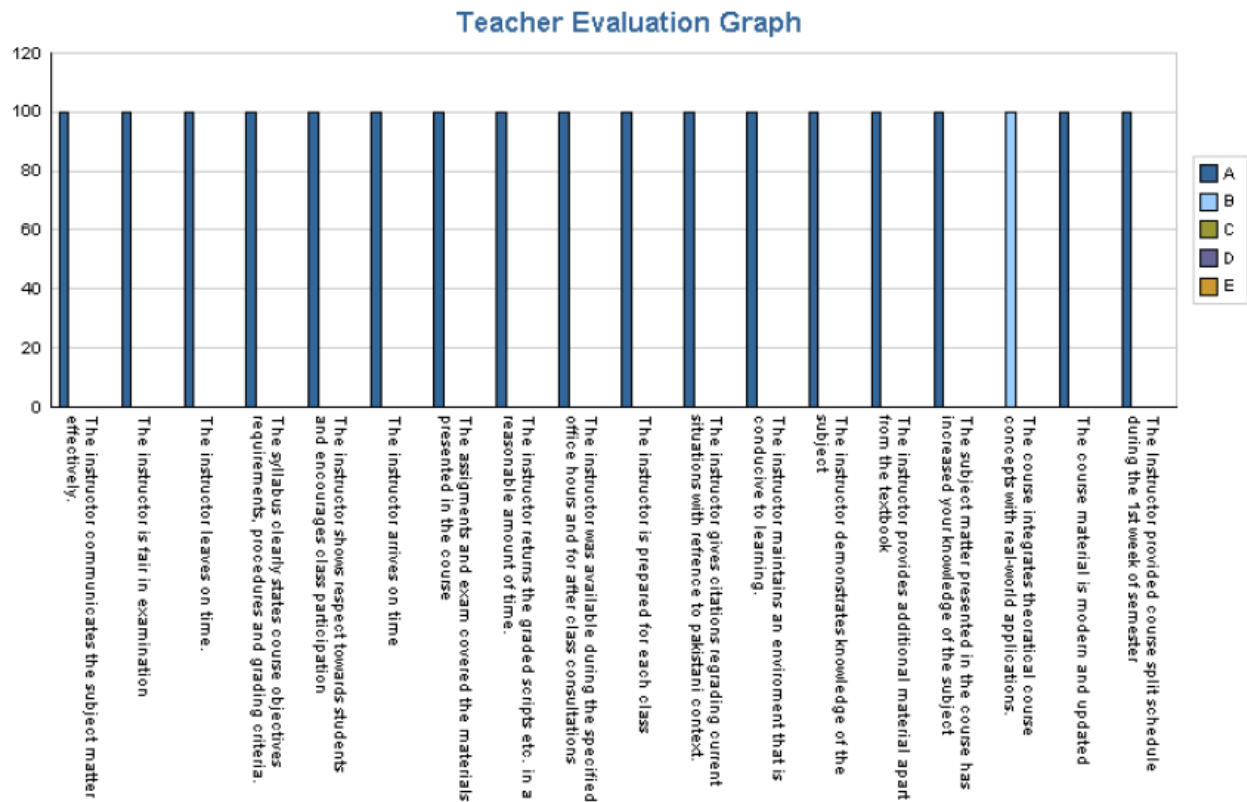 Teacher Evaluation Graph
120
100
80
60
40
20
0
The instructor communicates the subject matter
effectively.
The instructor is fair in examination
The instructor leaves on time.
The syllabus clearly states course objectives
requirements, procedures and grading criteria.
The instructor shows respect towards students
and encourages class participation
The instructor arrives on time
The assigments and exam covered the materials
presented in the course
The instructor returns the graded scripts etc. in a
reasonable amount of time.
The instructor was available during the specified
office hours and for after class consultations
The instructor is prepared for each class
The instructor gives citations regrading current
situations with refrence to pakistani context.
The instructor maintains an enviroment that is
conducive to learning.
The instructor demonstrates knowledge of the
subject
The instructor provides additional material apart
from the textbook
The subject matter presented in the course has
increased your knowledge of the subject
The course integrates theoratical course
concepts with real-world applications.
The course material is modern and updated
The Instructor provided course split schedule
during the 1st week of semester
A
B
C
D
E